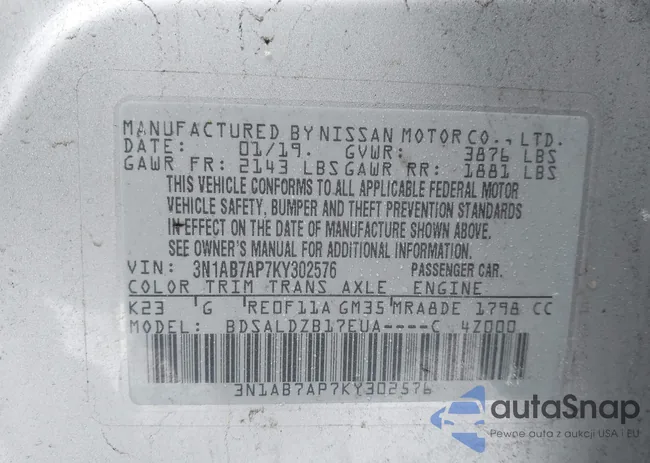 MANUFACTURED BY NISSAN MOTOR CO., LTD.
DATE: 01/19. GVWR: 3876 LBS
GAWR FR: 2143 LBS GAWR RR: 1881 LBS
THIS VEHICLE CONFORMS TO ALL APPLICABLE FEDERAL MOTOR
VEHICLE SAFETY, BUMPER AND THEFT PREVENTION STANDARDS
IN EFFECT ON THE DATE OF MANUFACTURE SHOWN ABOVE.
SEE OWNER'S MANUAL FOR ADDITIONAL INFORMATION.
VIN: 3N1AB7AP7KY302576 PASSENGER CAR.
COLOR TRIM TRANS AXLE ENGINE
K23 G RE0F11A GM35 MRA8DE 1798 CC
MODEL: BDSALDZB17EUA----C 4Z000
3N1AB7AP7KY302576
autoSnap
Pewne auta z aukcji USA i EU